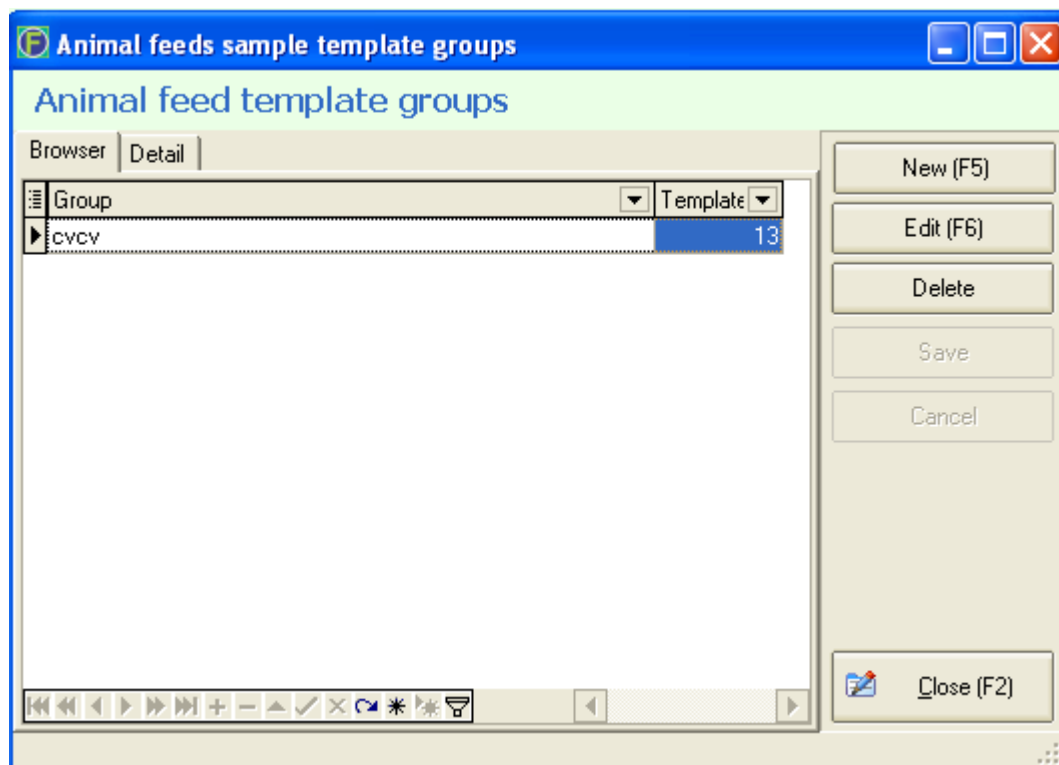 Animal feeds sample template groups
Animal feed template groups
Browser Detail
Group Template
cvcv 13
New (F5)
Edit (F6)
Delete
Save
Cancel
Close (F2)